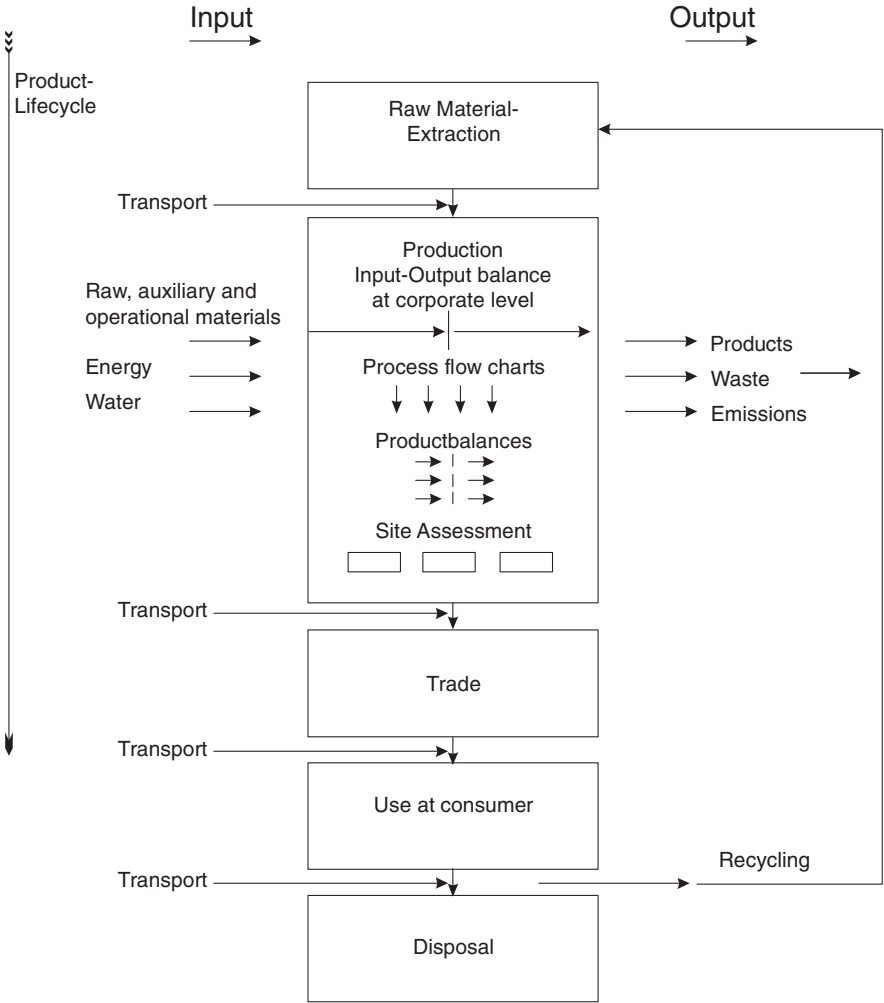 Input
Output
Product-
Lifecycle
Raw Material-
Extraction
Transport
Production
Input-Output balance
at corporate level
Raw, auxiliary and
operational materials
Energy
Water
Process flow charts
Products
Waste
Emissions
Productbalances
Site Assessment
Transport
Trade
Transport
Use at consumer
Transport
Recycling
Disposal